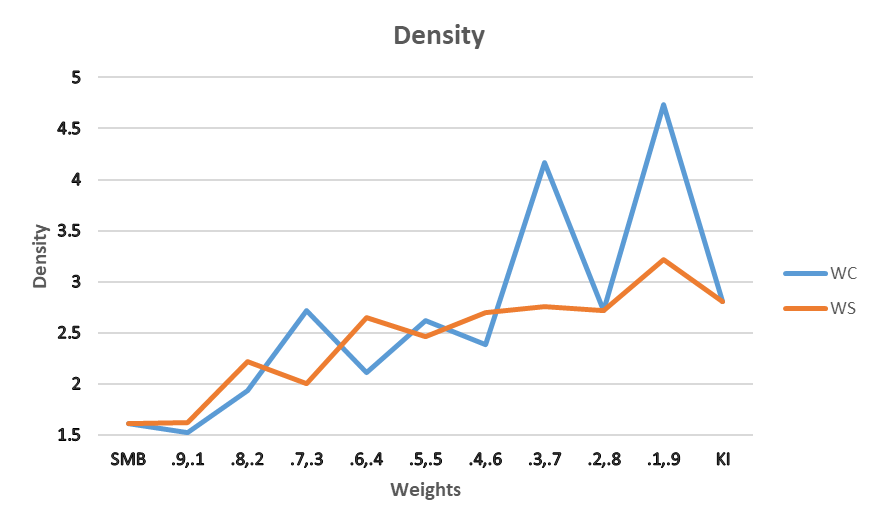 Density
5
4.5
4
3.5
3
2.5
2
1.5
Density
SMB .9,.1 .8,.2 .7,.3 .6,.4 .5,.5 .4,.6 .3,.7 .2,.8 .1,.9 KI
Weights
WC
WS